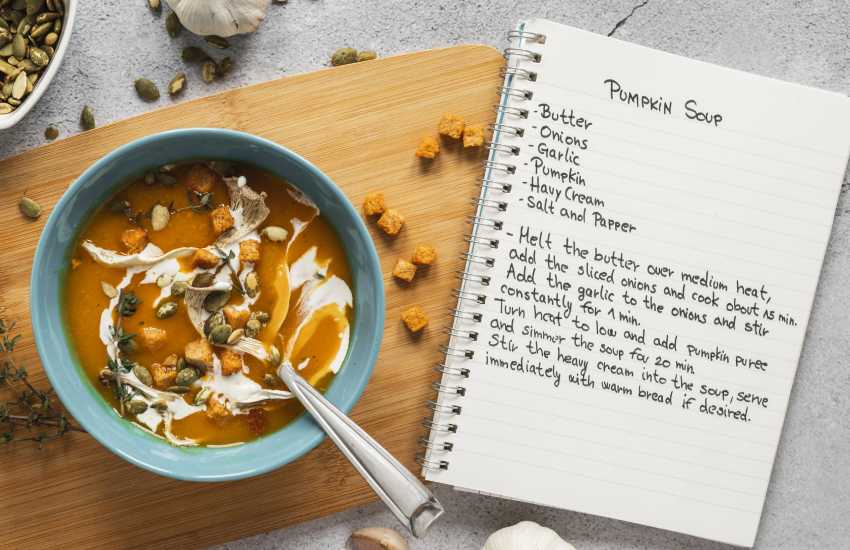 Pumpkin Soup
- Butter
- Onions
- Garlic
- Pumpkin
- Havy Cream
- Salt and Papper
- Melt the butter over medium heat,
add the sliced onions and cook about 15 min.
Add the garlic to the onions and stir
constantly for 1 min.
Turn heat to low and add pumpkin puree
and simmer the soup for 20 min.
Stir the heavy cream into the soup, serve
immediately with warm bread if desired.